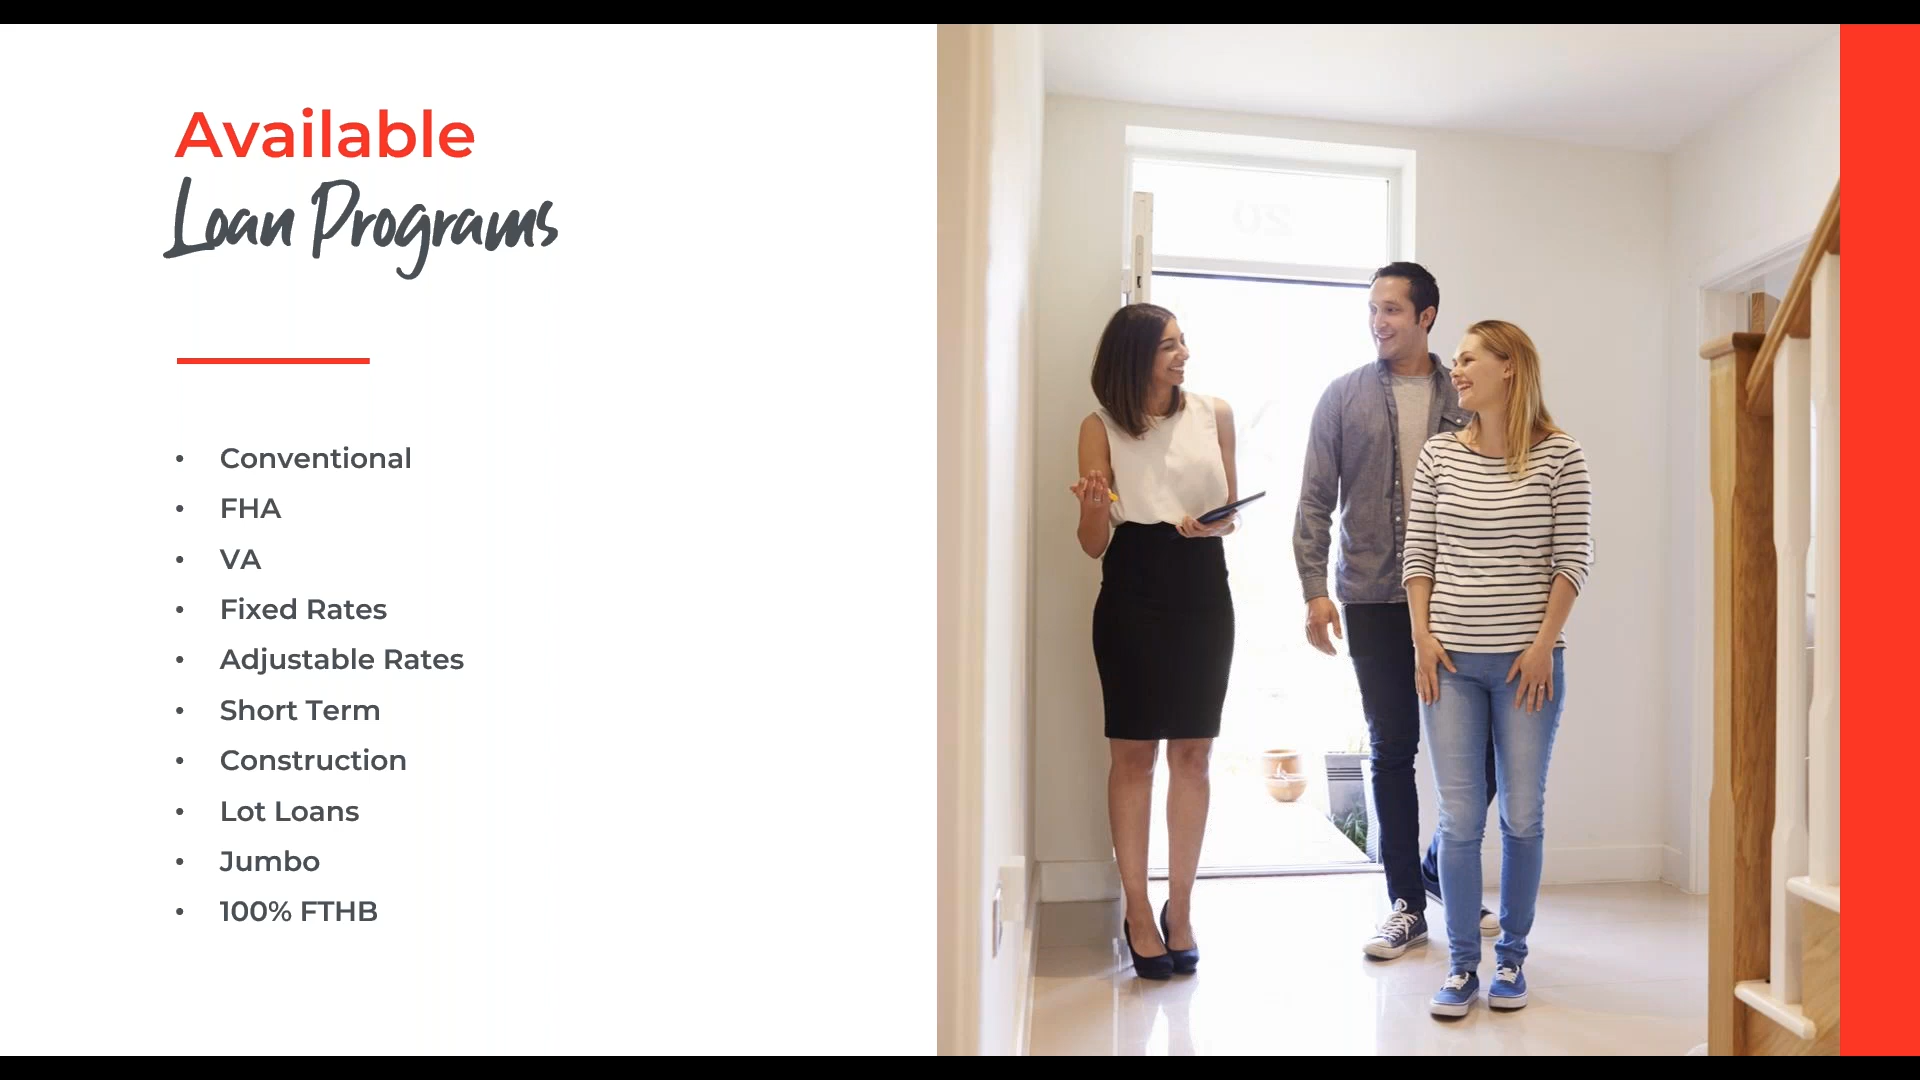 Available
Loan Programs
• Conventional
• FHA
• VA
• Fixed Rates
• Adjustable Rates
• Short Term
• Construction
• Lot Loans
• Jumbo
• 100% FTHB